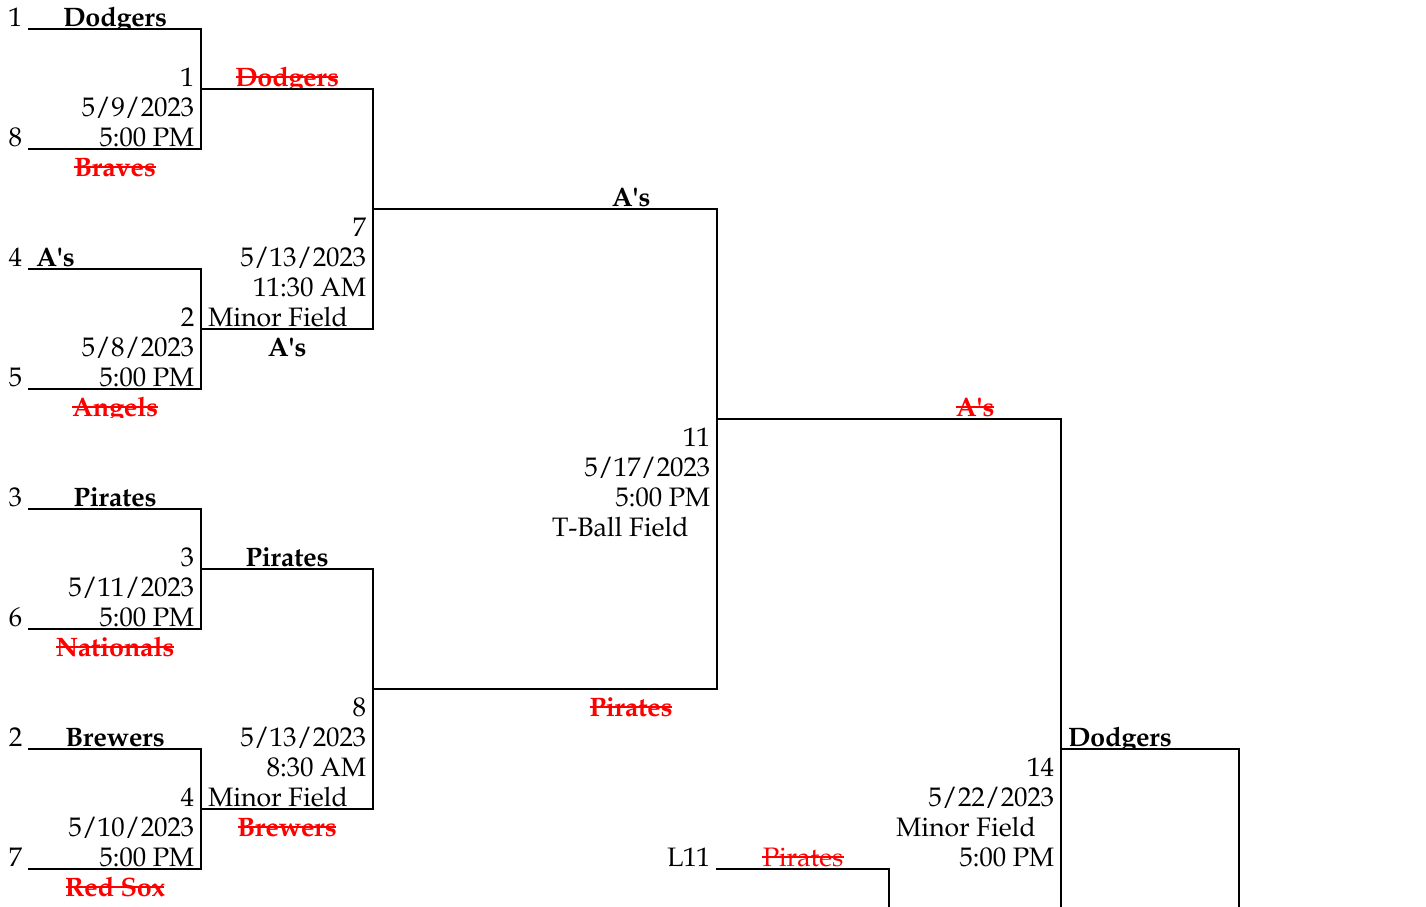 1 Dodgers
1 Dodgers
5/9/2023
8 5:00 PM
Braves
A's
7
4 A's 5/13/2023
11:30 AM
2 Minor Field
5/8/2023 A's
5 5:00 PM
Angels A's
11
5/17/2023
3 Pirates 5:00 PM
T-Ball Field
3 Pirates
5/11/2023
6 5:00 PM
Nationals
8 Pirates
2 Brewers 5/13/2023 Dodgers
8:30 AM 14
4 Minor Field 5/22/2023
5/10/2023 Brewers Minor Field
7 5:00 PM L11 Pirates 5:00 PM
Red Sox